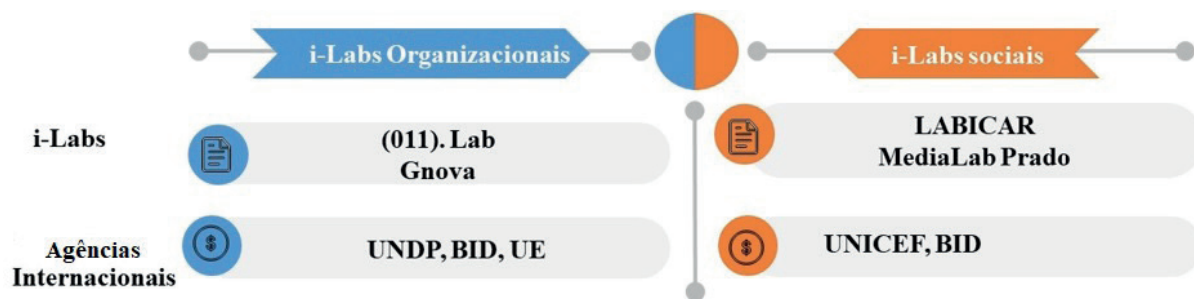 i-Labs Organizacionais
i-Labs sociais
i-Labs
(011). Lab
Gnova
LABICAR
MediaLab Prado
Agências
Internacionais
$
UNDP, BID, UE
$
UNICEF, BID